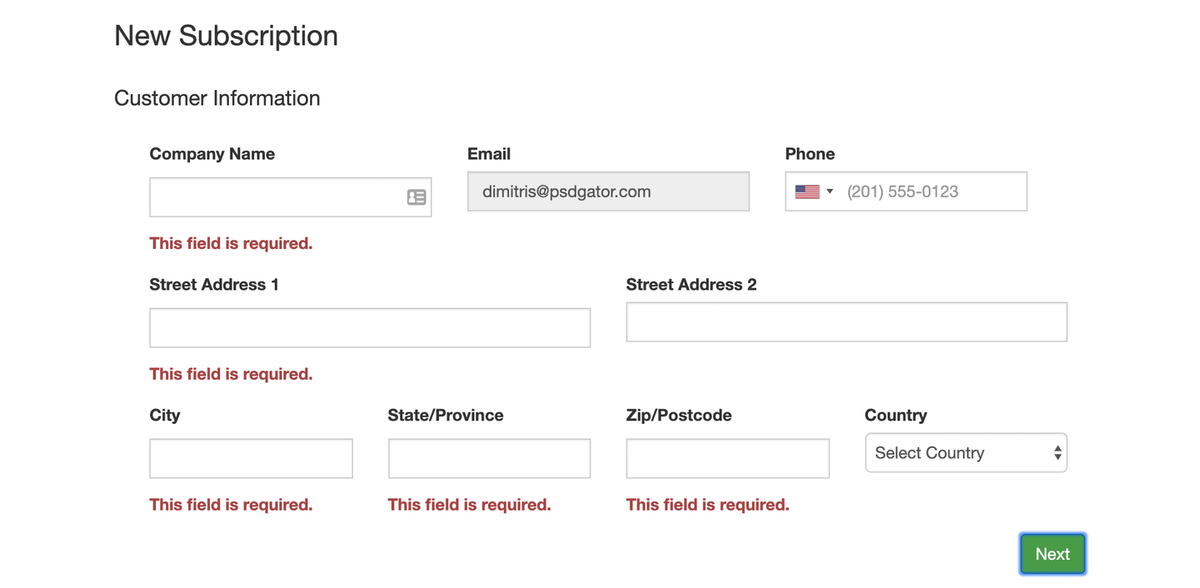 New Subscription
Customer Information
Company Name Email Phone
dimitris@psdgator.com (201) 555-0123
This field is required.
Street Address 1 Street Address 2
This field is required.
City State/Province Zip/Postcode Country
Select Country
This field is required. This field is required. This field is required.
Next